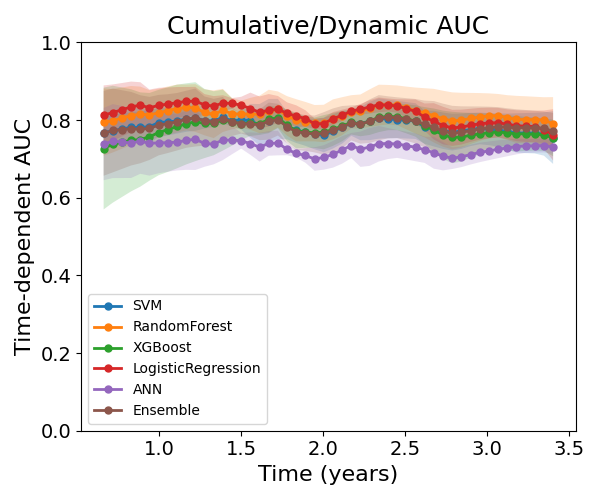 Cumulative/Dynamic AUC
Time-dependent AUC
1.0
0.8
0.6
0.4
0.2
0.0
SVM
RandomForest
XGBoost
LogisticRegression
ANN
Ensemble
1.0 1.5 2.0 2.5 3.0 3.5
Time (years)